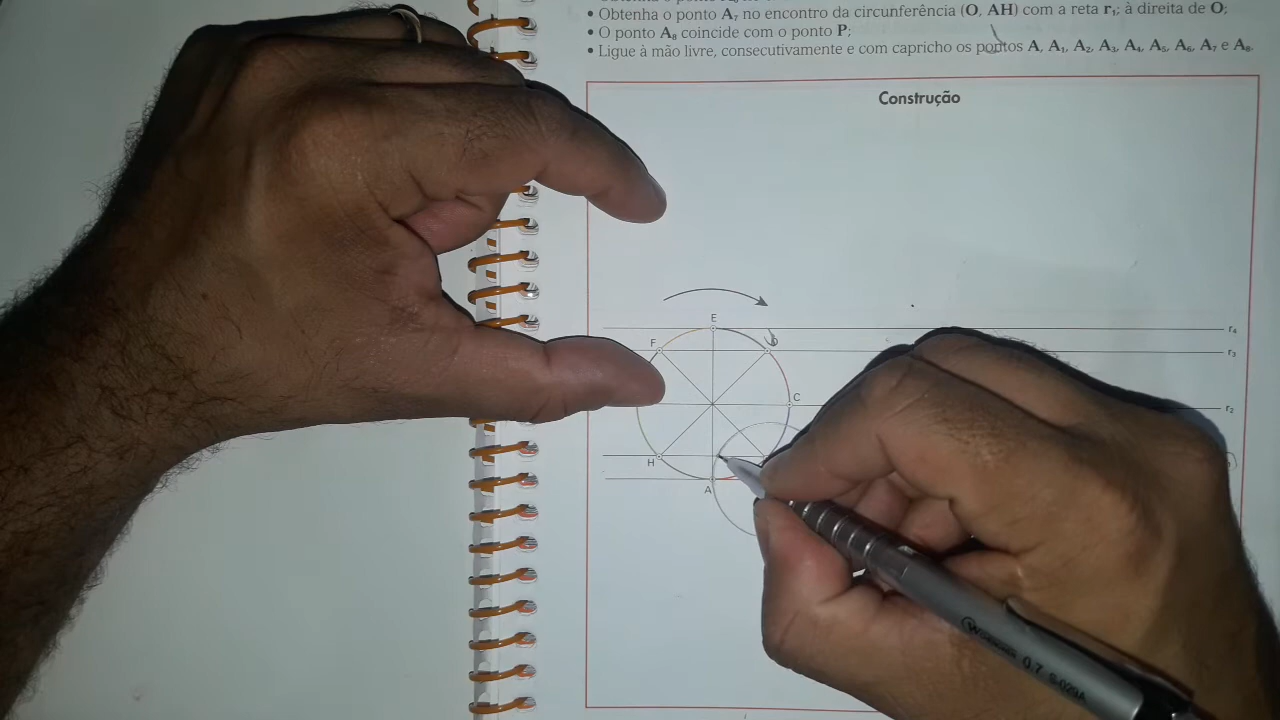 • Obtenha o ponto A₇ no encontro da circunferência (O, AH) com a reta r₁; à direita de O;
• O ponto A₈ coincide com o ponto P;
• Ligue à mão livre, consecutivamente e com capricho os pontos A, A₁, A₂, A₃, A₄, A₅, A₆, A₇ e A₈.
Construção
E
r₄
F
D
r₃
C
r₂
H
A
0.7